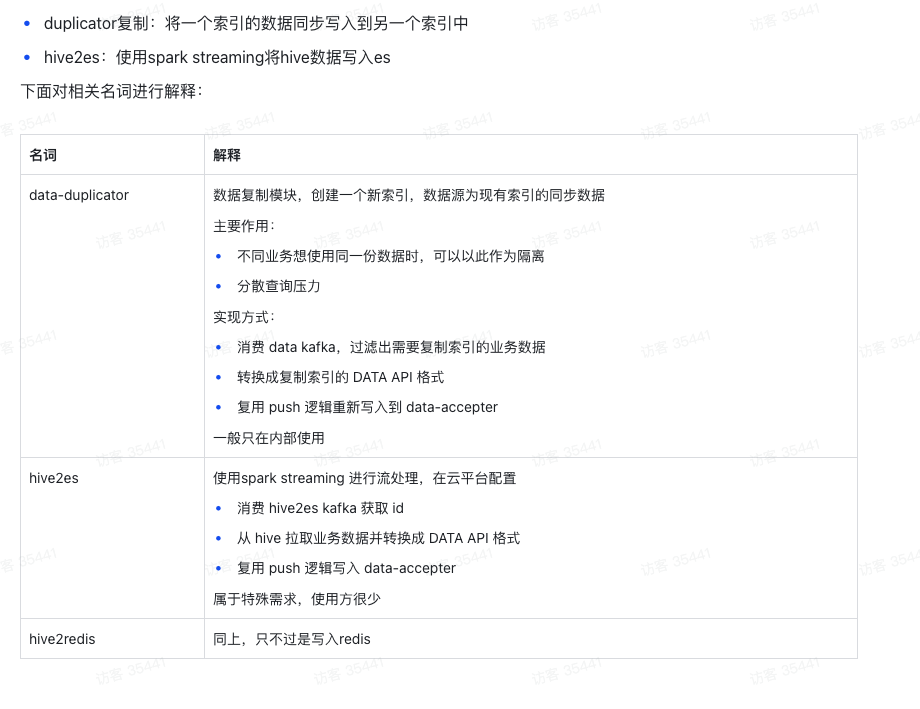 duplicator复制：将一个索引的数据同步写入到另一个索引中
hive2es：使用spark streaming将hive数据写入es
下面对相关名词进行解释：
名词
解释
data-duplicator
数据复制模块，创建一个新索引，数据源为现有索引的同步数据
主要作用：
不同业务想使用同一份数据时，可以以此作为隔离
分散查询压力
实现方式：
消费 data kafka，过滤出需要复制索引的业务数据
转换成复制索引的 DATA API 格式
复用 push 逻辑重新写入到 data-accepter
一般只在内部使用
hive2es
使用spark streaming 进行流处理，在云平台配置
消费 hive2es kafka 获取 id
从 hive 拉取业务数据并转换成 DATA API 格式
复用 push 逻辑写入 data-accepter
属于特殊需求，使用方很少
hive2redis
同上，只不过是写入redis
访客 35441